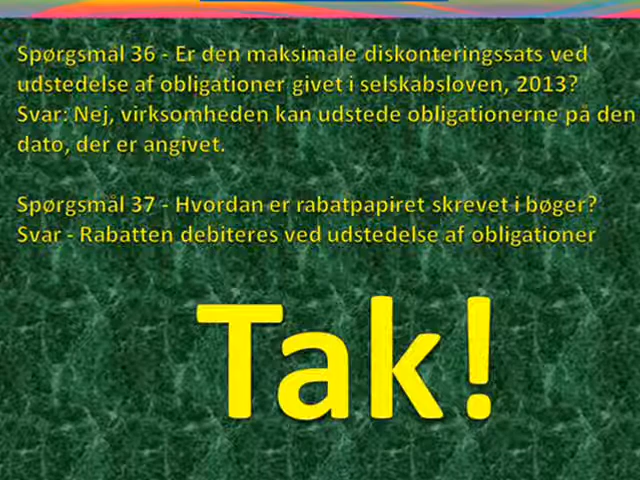 Spørgsmål 36 - Er den maksimale diskonteringssats ved
udstedelse af obligationer givet i selskabsloven, 2013?
Svar: Nej, virksomheden kan udstede obligationerne på den
dato, der er angivet.
Spørgsmål 37 - Hvordan er rabatpapiret skrevet i bøger?
Svar - Rabatten debiteres ved udstedelse af obligationer
Tak!